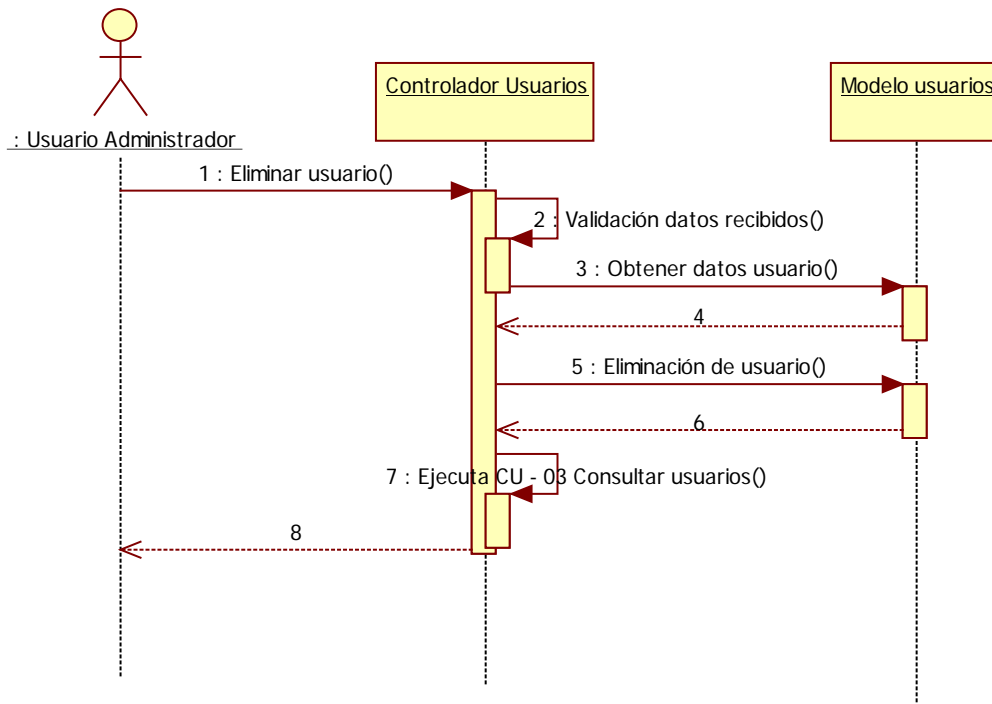 : Usuario Administrador
Controlador Usuarios
Modelo usuarios
1 : Eliminar usuario()
2 : Validación datos recibidos()
3 : Obtener datos usuario()
4
5 : Eliminación de usuario()
6
7 : Ejecuta CU - 03 Consultar usuarios()
8